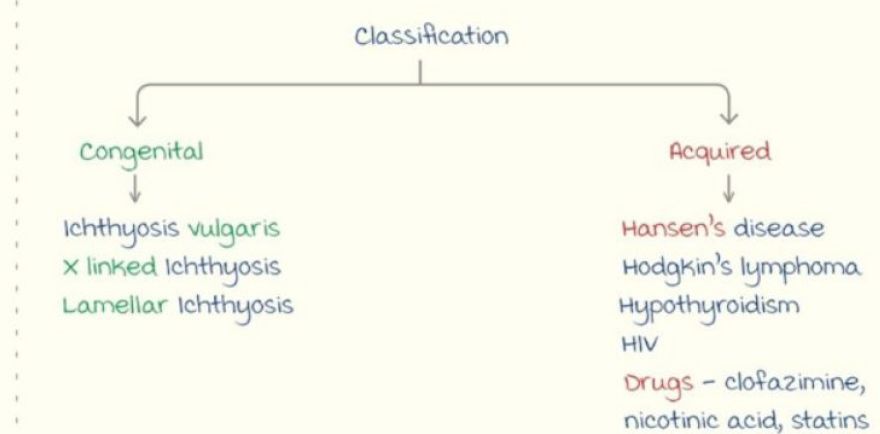 Classification
Congenital
Acquired
Ichthyosis vulgaris
X linked Ichthyosis
Lamellar Ichthyosis
Hansen's disease
Hodgkin's lymphoma
Hypothyroidism
HIV
Drugs - clofazimine,
nicotinic acid, statins